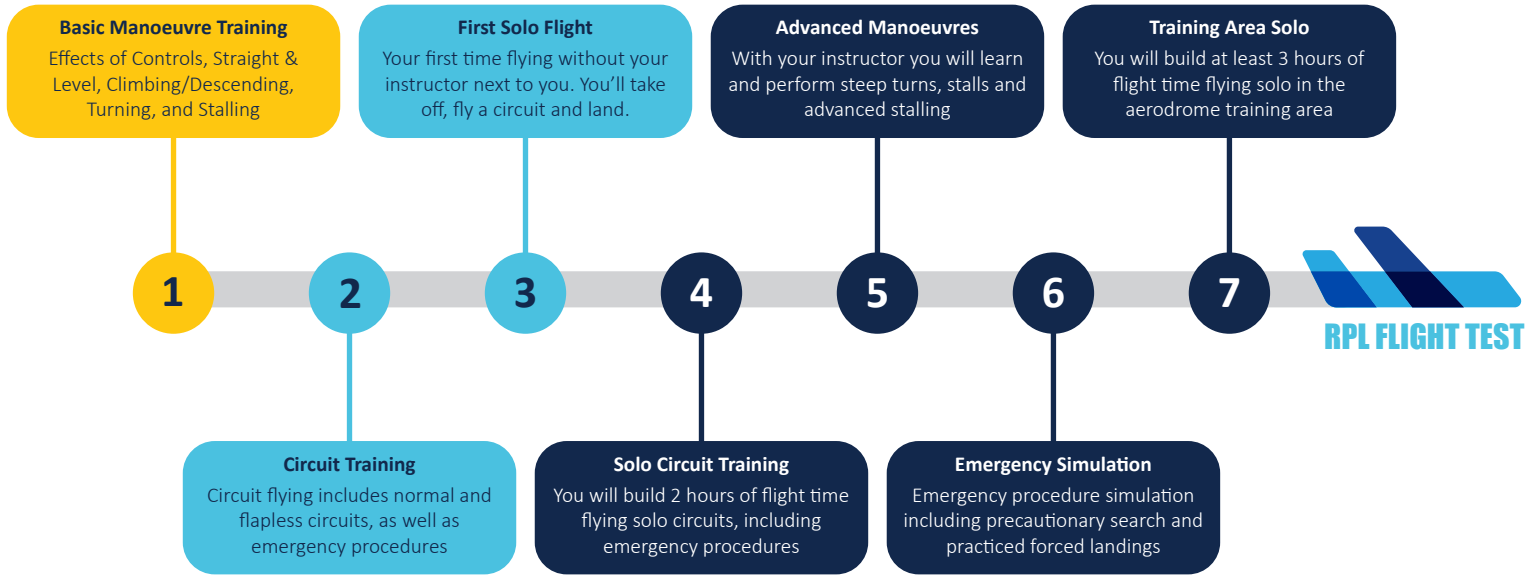 Basic Manoeuvre Training
Effects of Controls, Straight &
Level, Climbing/Descending,
Turning, and Stalling
First Solo Flight
Your first time flying without your
instructor next to you. You'll take
off, fly a circuit and land.
Advanced Manoeuvres
With your instructor you will learn
and perform steep turns, stalls and
advanced stalling
Training Area Solo
You will build at least 3 hours of
flight time flying solo in the
aerodrome training area
1
2
3
4
5
6
7
RPL FLIGHT TEST
Circuit Training
Circuit flying includes normal and
flapless circuits, as well as
emergency procedures
Solo Circuit Training
You will build 2 hours of flight time
flying solo circuits, including
emergency procedures
Emergency Simulation
Emergency procedure simulation
including precautionary search and
practiced forced landings